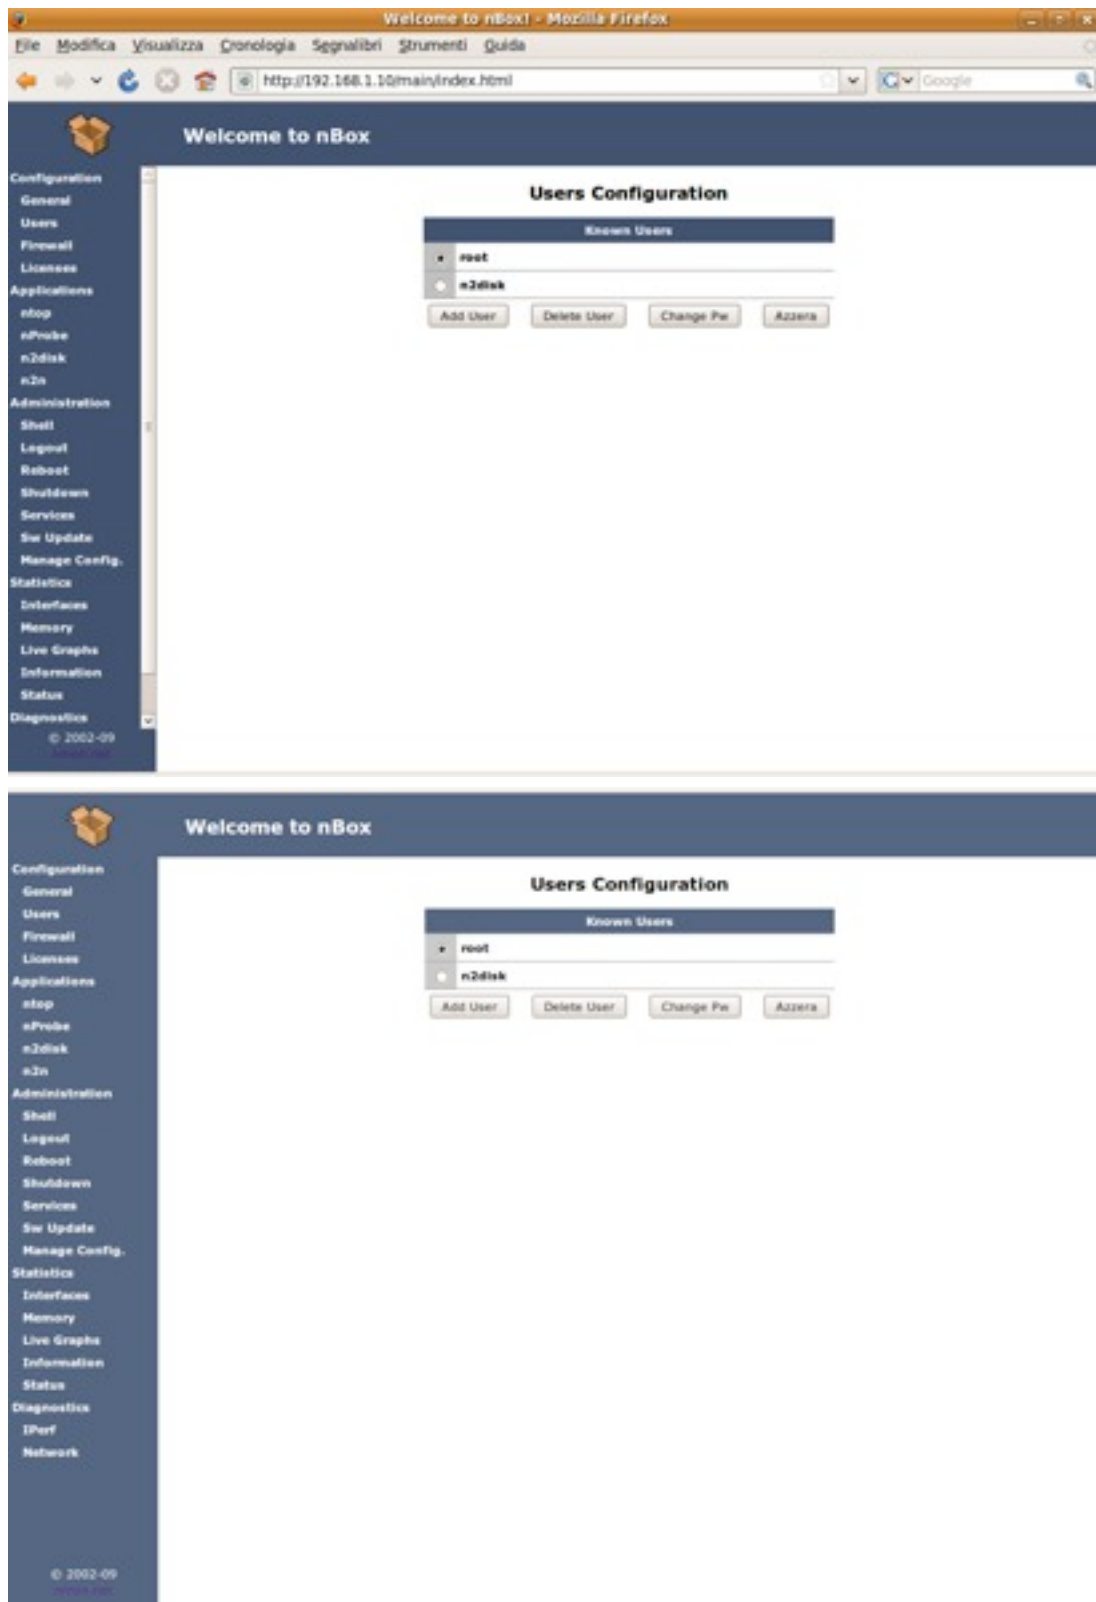 Welcome to nBox! - Mozilla Firefox
File Modifica Visualizza Cronologia Segnalibri Strumenti Guida
http://192.168.1.10/main/index.html Google
Welcome to nBox
Configuration
General
Users
Firewall
Licenses
Applications
ntop
nProbe
n2disk
n2n
Administration
Shell
Logout
Reboot
Shutdown
Services
Sw Update
Manage Config.
Statistics
Interfaces
Memory
Live Graphs
Information
Status
Diagnostics
© 2002-09
Users Configuration
Known Users
root
n2disk
Add User Delete User Change Pw Azzera
Welcome to nBox
Configuration
General
Users
Firewall
Licenses
Applications
ntop
nProbe
n2disk
n2n
Administration
Shell
Logout
Reboot
Shutdown
Services
Sw Update
Manage Config.
Statistics
Interfaces
Memory
Live Graphs
Information
Status
Diagnostics
IPerf
Network
© 2002-09
Users Configuration
Known Users
root
n2disk
Add User Delete User Change Pw Azzera